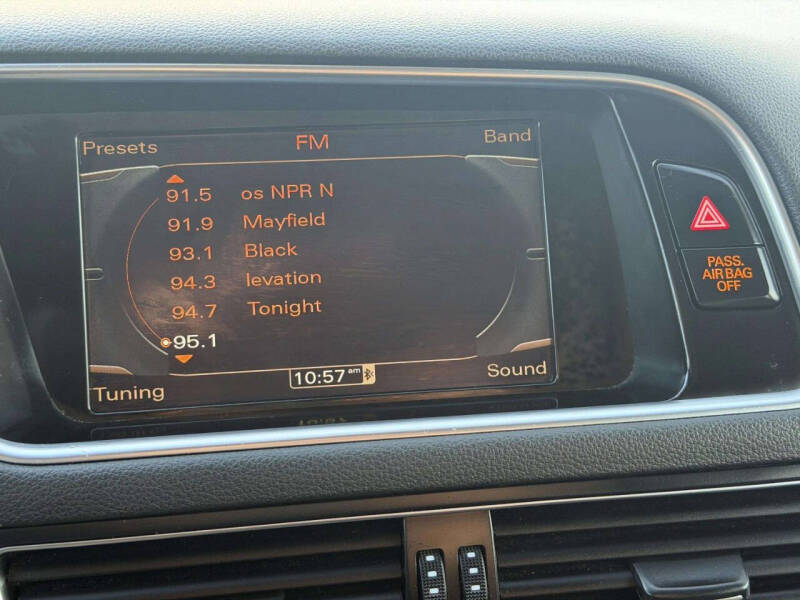 Presets FM Band
91.5 os NPR N
91.9 Mayfield
93.1 Black
94.3 levation
94.7 Tonight
95.1
Tuning 10:57 am Sound
PASS.
AIR BAG
OFF